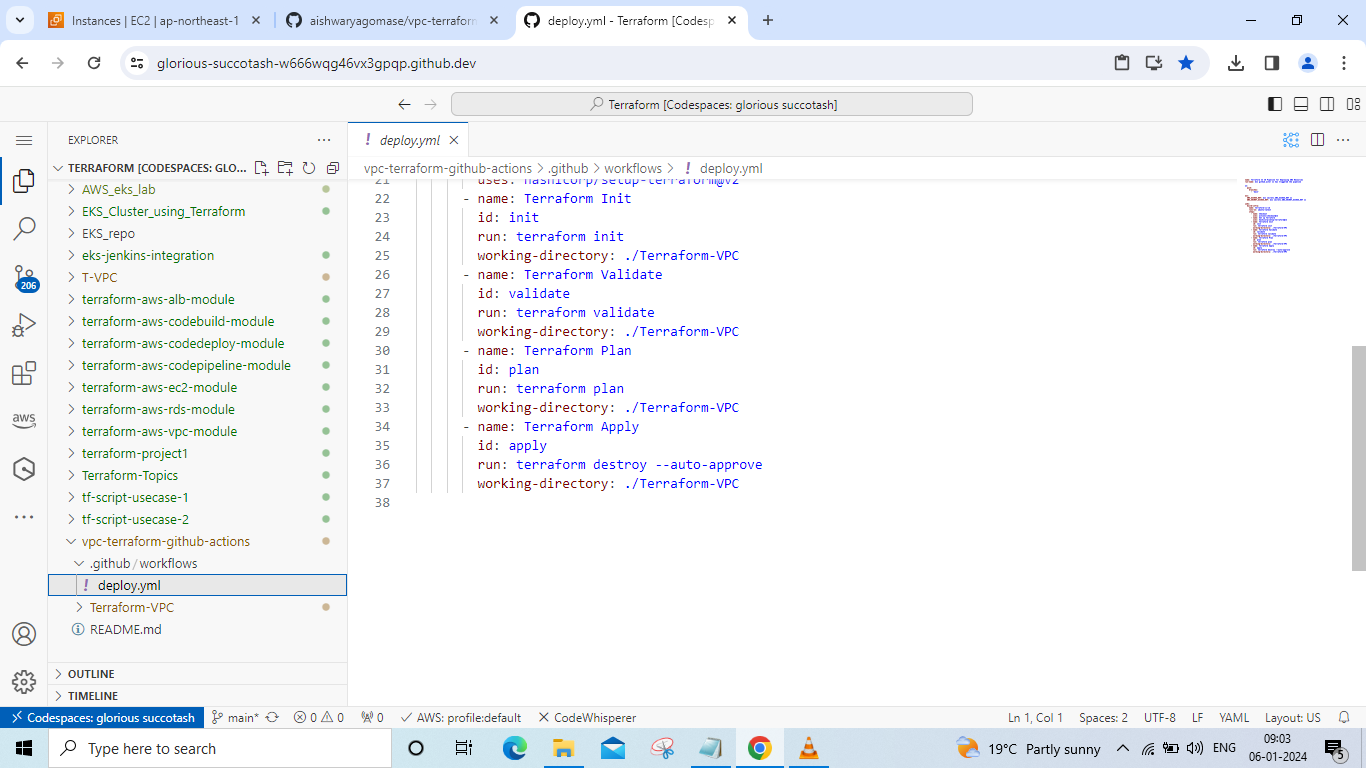 Instances | EC2 | ap-northeast-1
aishwaryagomase/vpc-terraform
deploy.yml - Terraform [Codesp
glorious-succotash-w666wqg46vx3gpqp.github.dev
Terraform [Codespaces: glorious succotash]
EXPLORER
TERRAFORM [CODESPACES: GLO...
AWS_eks_lab
EKS_Cluster_using_Terraform
EKS_repo
eks-jenkins-integration
T-VPC
terraform-aws-alb-module
terraform-aws-codebuild-module
terraform-aws-codedeploy-module
terraform-aws-codepipeline-module
terraform-aws-ec2-module
terraform-aws-rds-module
terraform-aws-vpc-module
terraform-project1
Terraform-Topics
tf-script-usecase-1
tf-script-usecase-2
vpc-terraform-github-actions
.github / workflows
! deploy.yml
Terraform-VPC
README.md
OUTLINE
TIMELINE
206
aws
! deploy.yml
vpc-terraform-github-actions > .github > workflows > ! deploy.yml
21 uses: hashicorp/setup-terraform@v2
22 - name: Terraform Init
23 id: init
24 run: terraform init
25 working-directory: ./Terraform-VPC
26 - name: Terraform Validate
27 id: validate
28 run: terraform validate
29 working-directory: ./Terraform-VPC
30 - name: Terraform Plan
31 id: plan
32 run: terraform plan
33 working-directory: ./Terraform-VPC
34 - name: Terraform Apply
35 id: apply
36 run: terraform destroy --auto-approve
37 working-directory: ./Terraform-VPC
38
Codespaces: glorious succotash main* 0 0 0 AWS: profile:default CodeWhisperer Ln 1, Col 1 Spaces: 2 UTF-8 LF YAML Layout: US
Type here to search
19°C Partly sunny
ENG
09:03
06-01-2024
5